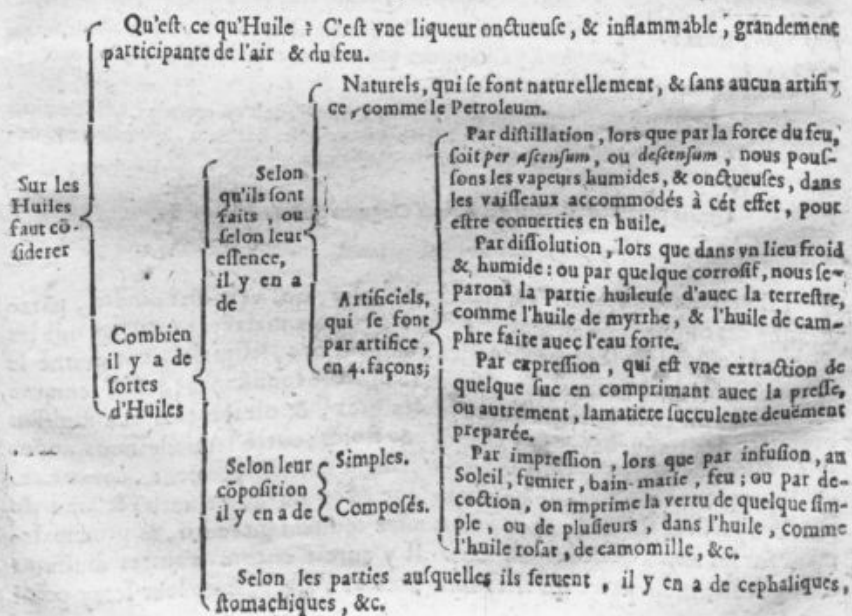 Qu'eſt ce qu'Huile ? C'eſt vne liqueur onctueuſe, & inflammable, grandement
participante de l'air & du feu.
Sur les
Huiles
faut cõ-
ſiderer
Combien
il y a de
ſortes
d'Huiles
Selon
qu'ils ſont
faits, ou
ſelon leur
eſſence,
il y en a
de
Naturels, qui ſe font naturellement, & ſans aucun artifi-
ce, comme le Petroleum.
Artificiels,
qui ſe font
par artifice,
en 4. façons;
Par diſtillation, lors que par la force du feu,
ſoit per aſcenſum, ou deſcenſum, nous pouſ-
ſons les vapeurs humides, & onctueuſes, dans
les vaiſſeaux accommodés à cét effet, pour
eſtre conuerties en huile.
Par diſſolution, lors que dans vn lieu froid
& humide: ou par quelque corroſif, nous ſe-
parons la partie huileuſe d'auec la terreſtre,
comme l'huile de myrrhe, & l'huile de cam-
phre faite auec l'eau forte.
Par expreſſion, qui eſt vne extraction de
quelque ſuc en comprimant auec la preſſe,
ou autrement, lamatiere ſucculente deuëment
preparée.
Par impreſſion, lors que par infuſion, au
Soleil, fumier, bain-marie, feu; ou par de-
coction, on imprime la vertu de quelque ſim-
ple, ou de pluſieurs, dans l'huile, comme
l'huile roſat, de camomille, &c.
Selon leur
cõpoſition
il y en a de
Simples.
Compoſés.
Selon les parties auſquelles ils ſeruent, il y en a de cephaliques,
ſtomachiques, &c.